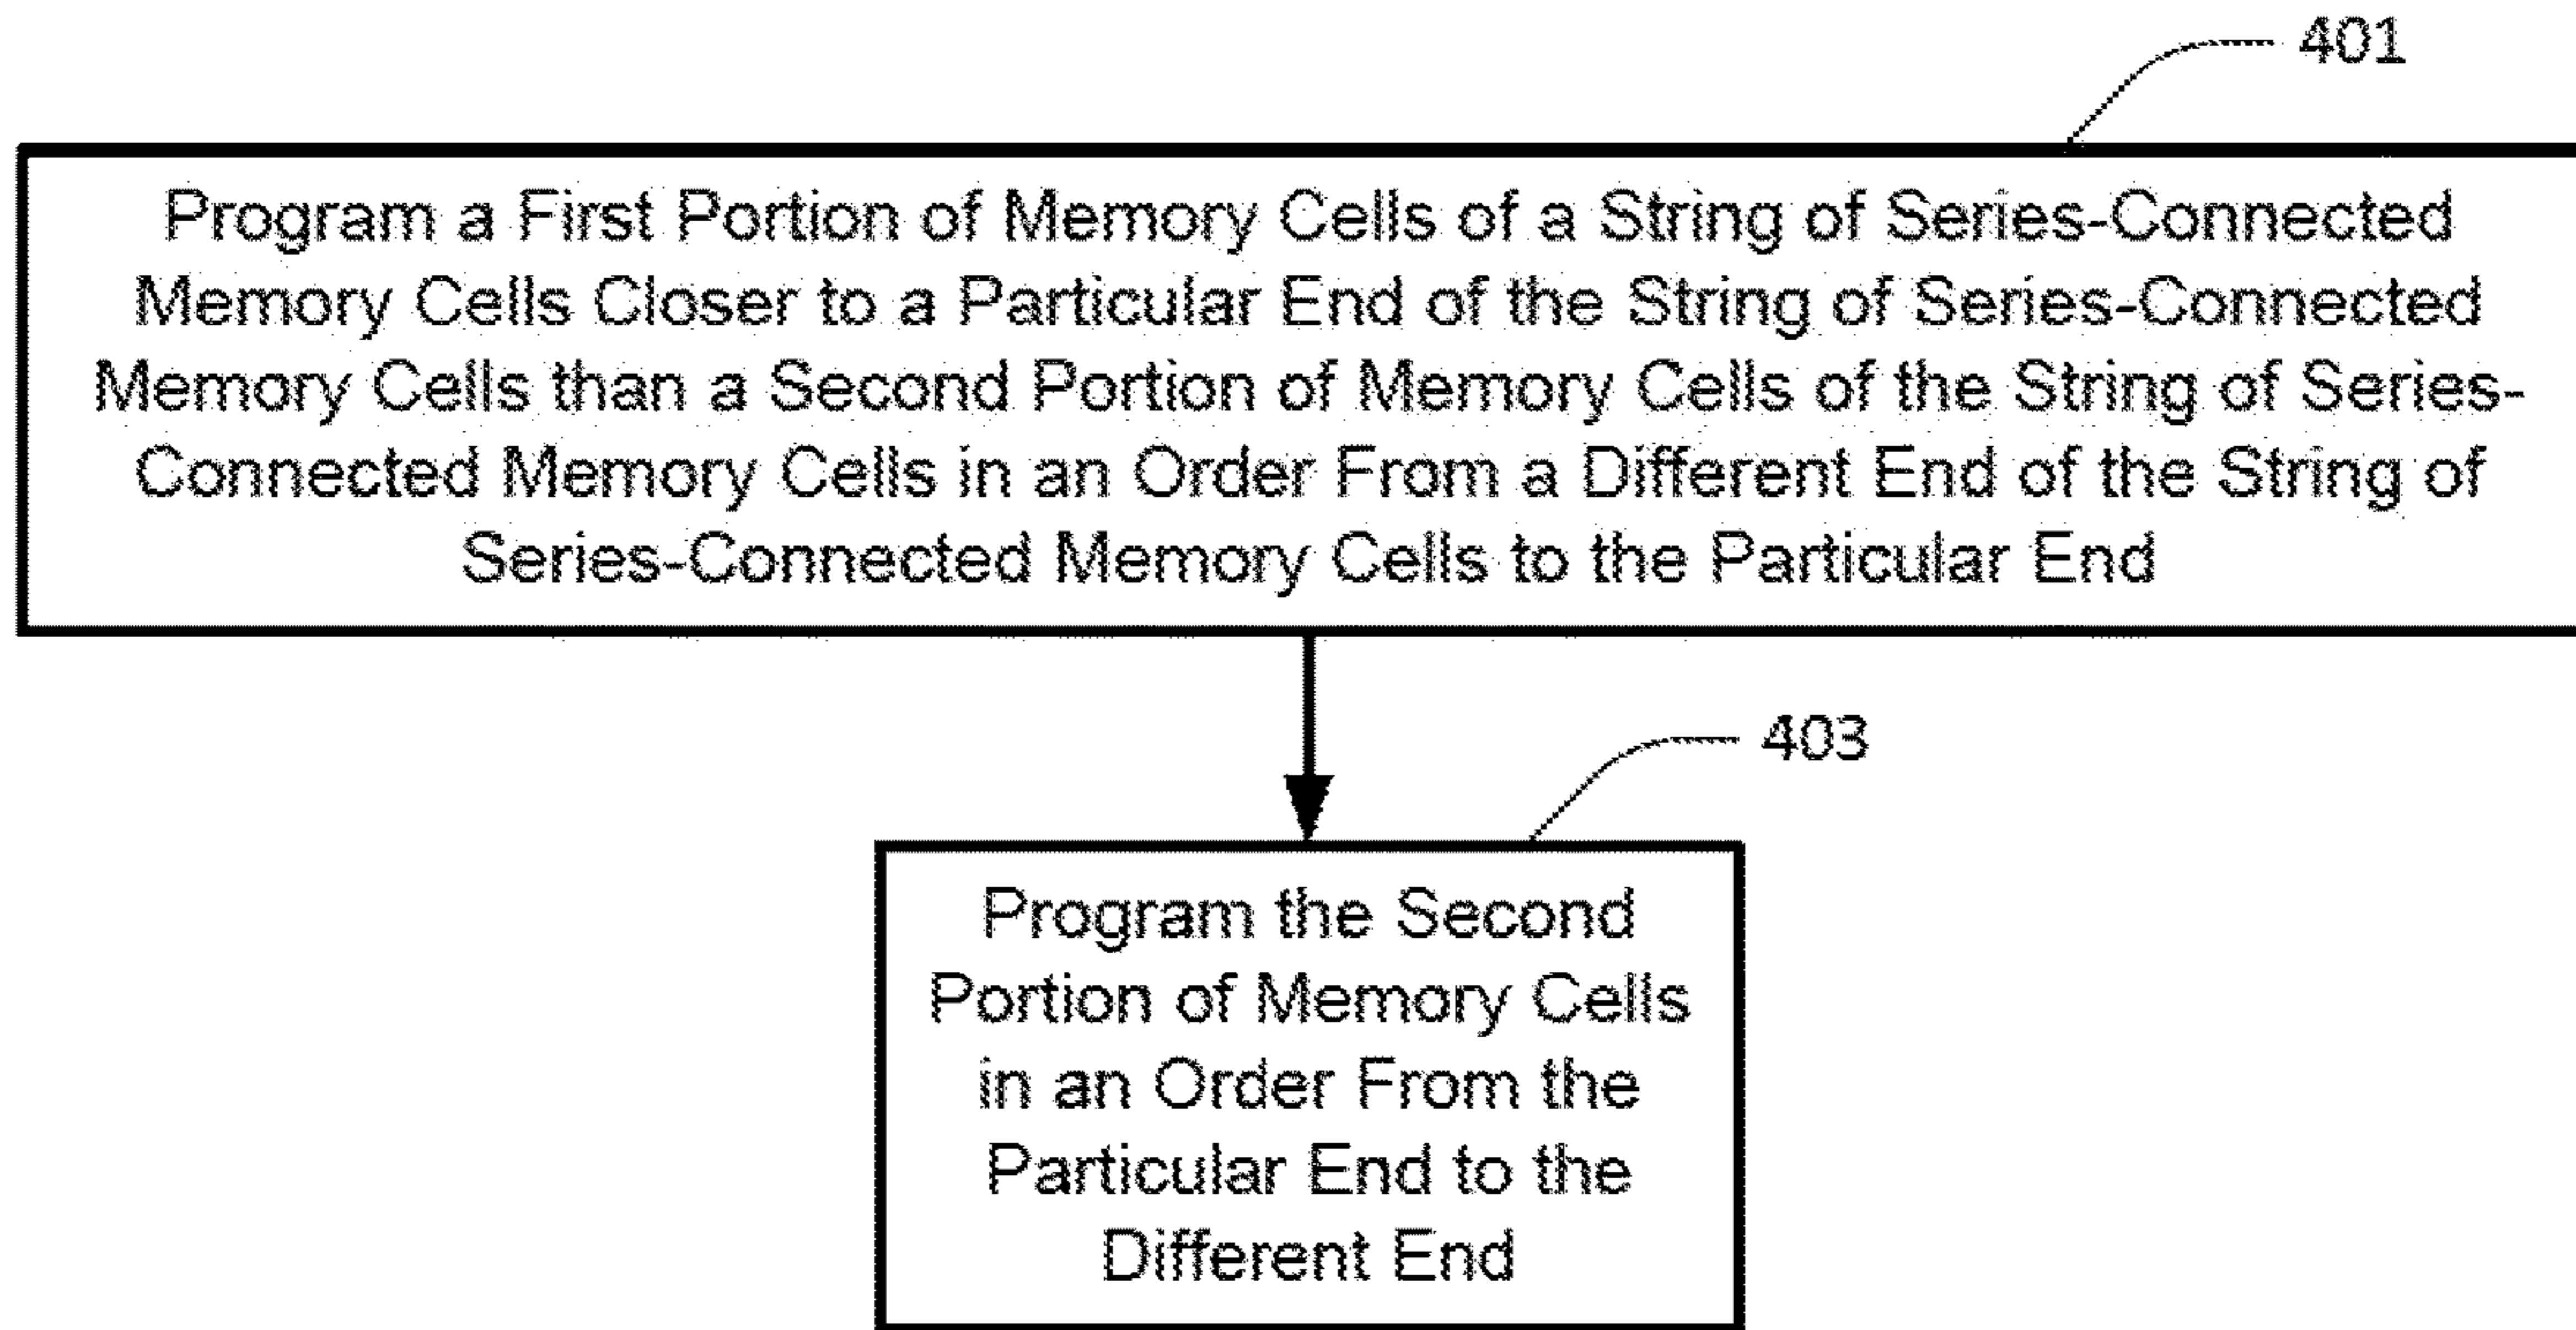 401
Program a First Portion of Memory Cells of a String of Series-Connected
Memory Cells Closer to a Particular End of the String of Series-Connected
Memory Cells than a Second Portion of Memory Cells of the String of Series-
Connected Memory Cells in an Order From a Different End of the String of
Series-Connected Memory Cells to the Particular End
403
Program the Second
Portion of Memory Cells
in an Order From the
Particular End to the
Different End